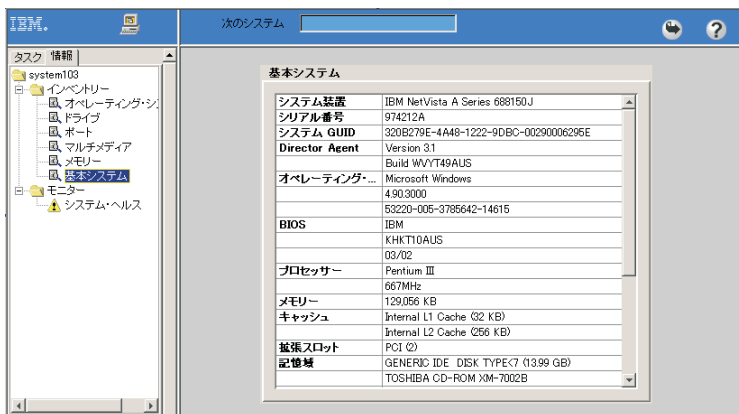 IBM.
次のシステム
タスク 情報
system103
インベントリー
オペレーティング・シ
ドライブ
ポート
マルチメディア
メモリー
基本システム
モニター
システム・ヘルス
基本システム
システム装置 IBM NetVista A Series 688150J
シリアル番号 974212A
システム GUID 320B279E-4A48-1222-9DBC-00290006295E
Director Agent Version 3.1
Build WVYT49AUS
オペレーティング・... Microsoft Windows
4.90.3000
53220-005-3785642-14615
BIOS IBM
KHKT10AUS
03/02
プロセッサー Pentium III
667MHz
メモリー 129,056 KB
キャッシュ Internal L1 Cache (32 KB)
Internal L2 Cache (256 KB)
拡張スロット PCI (2)
記憶域 GENERIC IDE DISK TYPE<7 (13.99 GB)
TOSHIBA CD-ROM XM-7002B